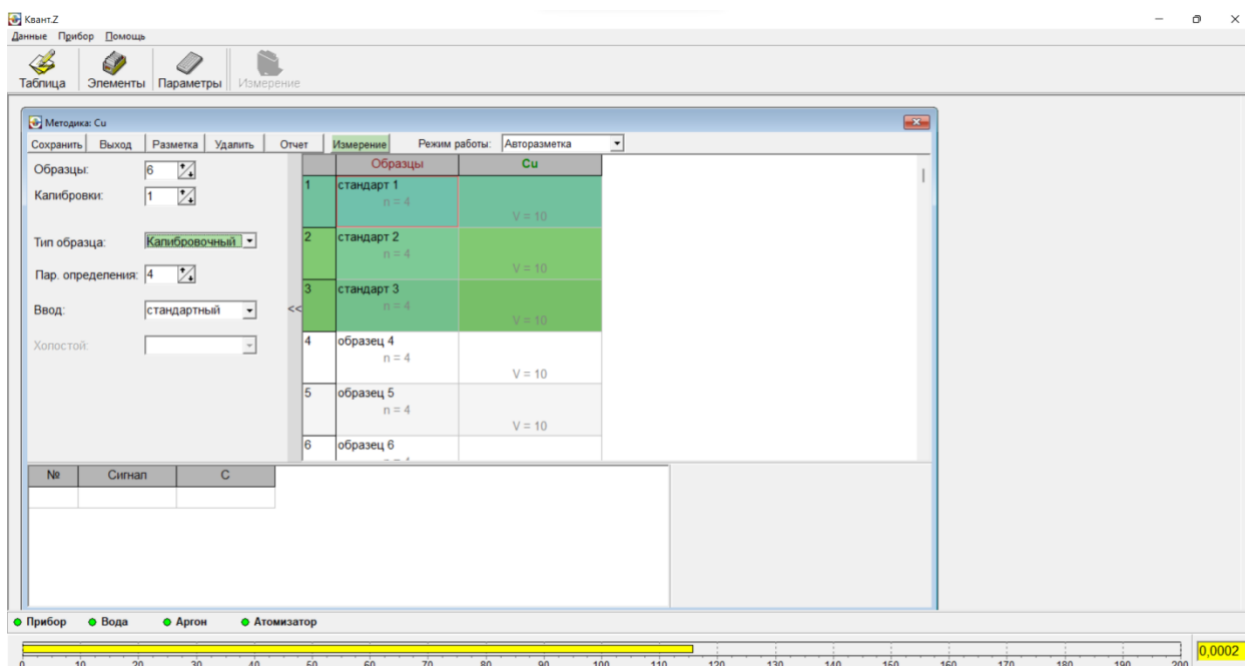 Квант.Z
Данные Прибор Помощь
Таблица Элементы Параметры Измерение
Методика: Cu
Сохранить Выход Разметка Удалить Отчет Измерение Режим работы: Авторазметка
Образцы: 6
Калибровки: 1
Тип образца: Калибровочный
Пар. определения: 4
Ввод: стандартный
Холостой:
<<
Образцы Cu
1 стандарт 1
n = 4
V = 10
2 стандарт 2
n = 4
V = 10
3 стандарт 3
n = 4
V = 10
4 образец 4
n = 4
V = 10
5 образец 5
n = 4
V = 10
6 образец 6
№ Сигнал C
Прибор Вода Аргон Атомизатор
0,0002
0 10 20 30 40 50 60 70 80 90 100 110 120 130 140 150 160 170 180 190 200